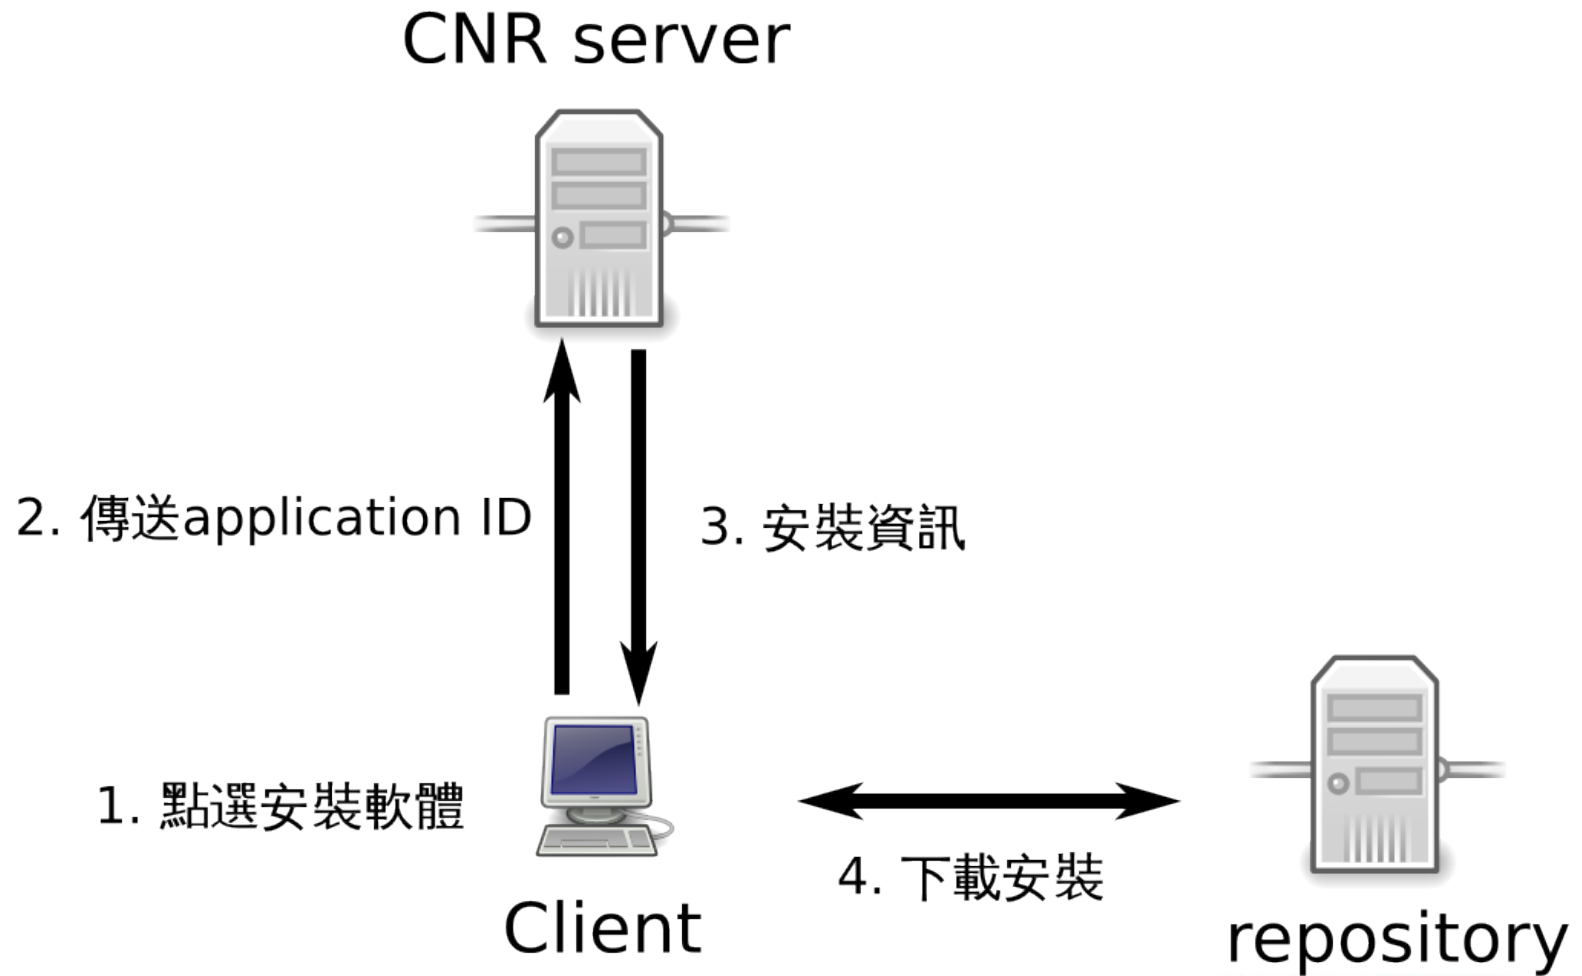 CNR server
2. 傳送application ID
3. 安裝資訊
1. 點選安裝軟體
4. 下載安裝
Client
repository